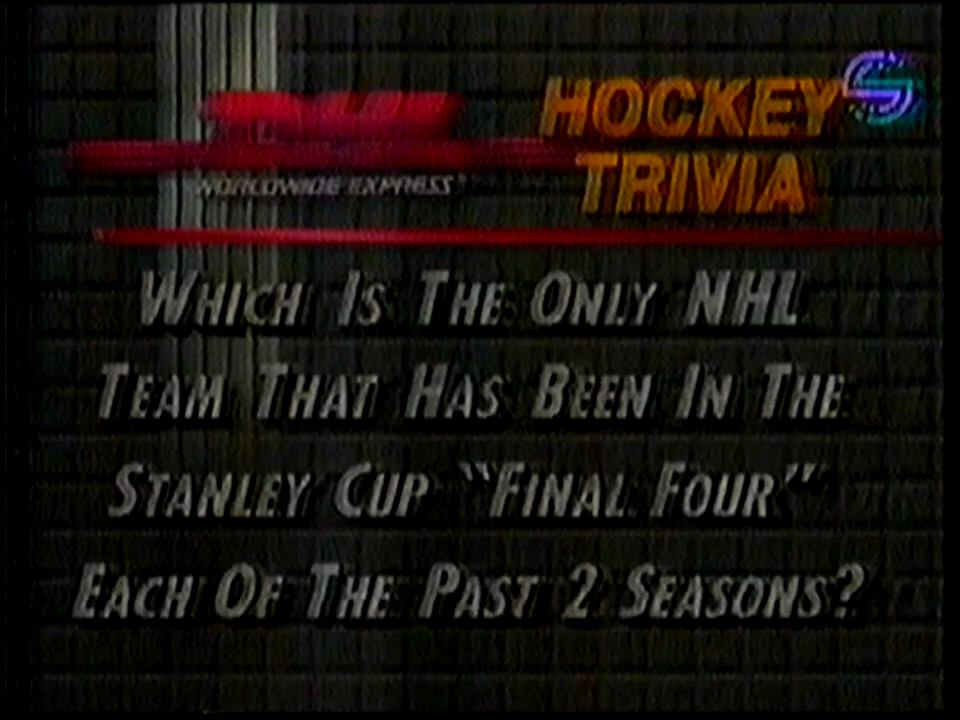 HOCKEY
TRIVIA
WORLDWIDE EXPRESS
WHICH IS THE ONLY NHL
TEAM THAT HAS BEEN IN THE
STANLEY CUP "FINAL FOUR"
EACH OF THE PAST 2 SEASONS?